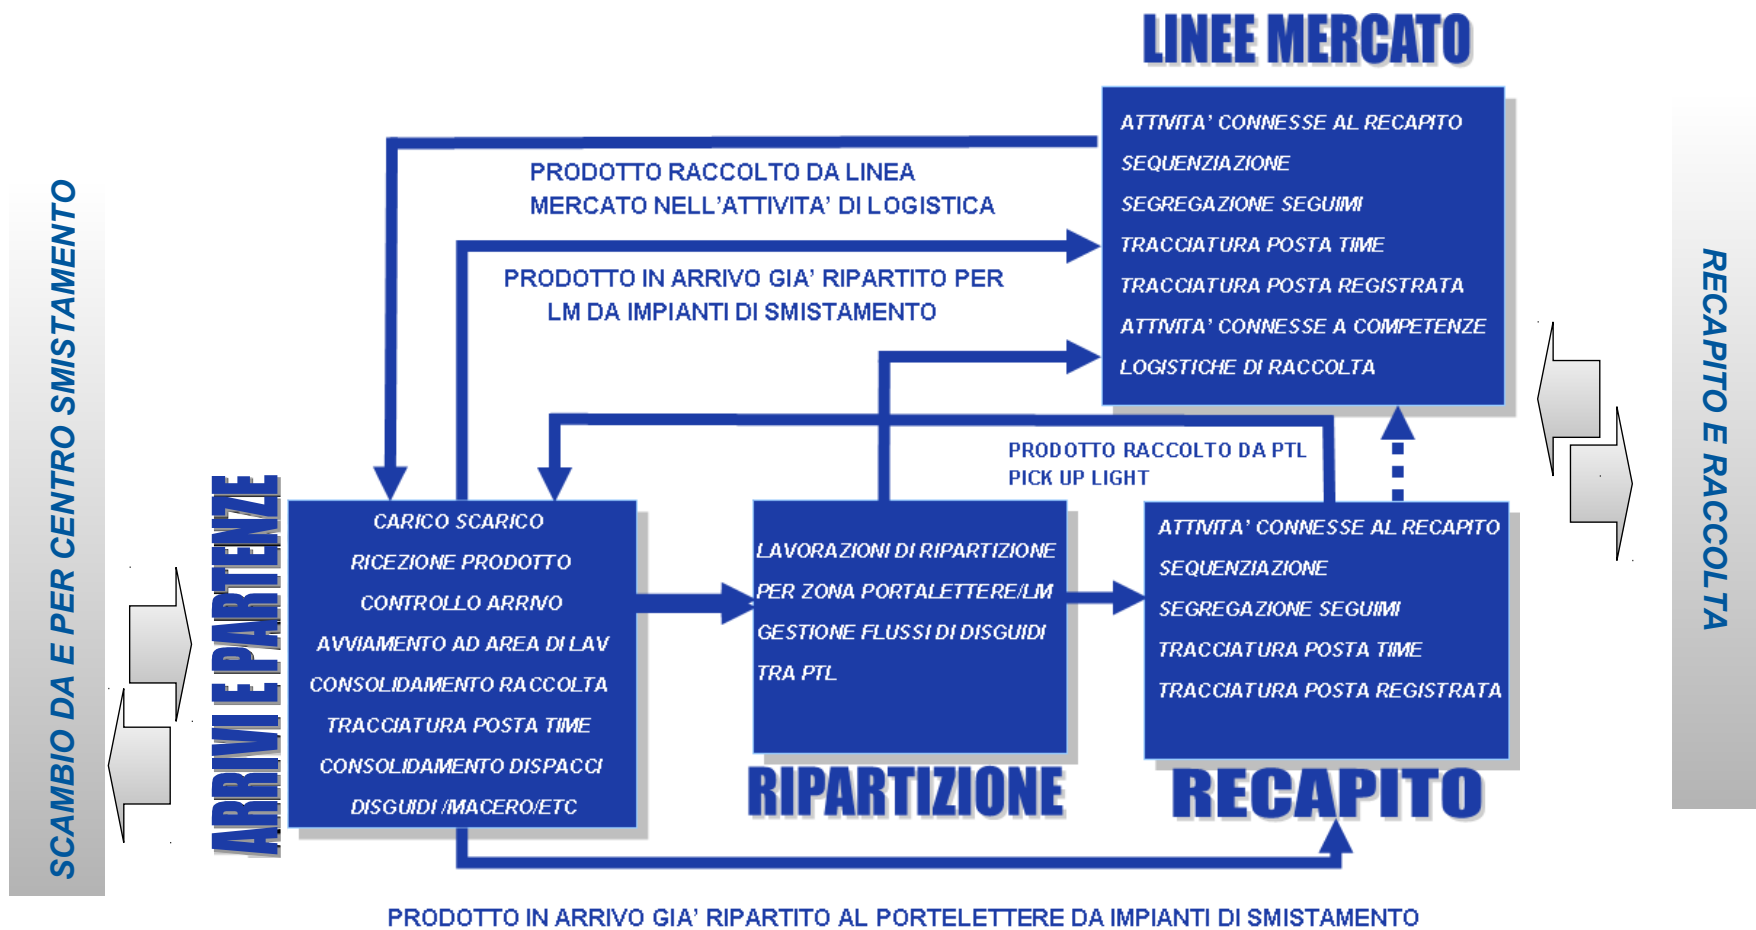 LINEE MERCATO
ATTIVITA' CONNESSE AL RECAPITO
SEQUENZIAZIONE
SEGREGAZIONE SEGUIMI
TRACCIATURA POSTA TIME
TRACCIATURA POSTA REGISTRATA
ATTIVITA' CONNESSE A COMPETENZE
LOGISTICHE DI RACCOLTA
PRODOTTO RACCOLTO DA LINEA
MERCATO NELL'ATTIVITA' DI LOGISTICA
PRODOTTO IN ARRIVO GIA' RIPARTITO PER
LM DA IMPIANTI DI SMISTAMENTO
PRODOTTO RACCOLTO DA PTL
PICK UP LIGHT
SCAMBIO DA E PER CENTRO SMISTAMENTO
ARRIVI E PARTENZE
CARICO SCARICO
RICEZIONE PRODOTTO
CONTROLLO ARRIVO
AVVIAMENTO AD AREA DI LAV
CONSOLIDAMENTO RACCOLTA
TRACCIATURA POSTA TIME
CONSOLIDAMENTO DISPACCI
DISGUIDI /MACERO/ETC
LAVORAZIONI DI RIPARTIZIONE
PER ZONA PORTALETTERE/LM
GESTIONE FLUSSI DI DISGUIDI
TRA PTL
RIPARTIZIONE
ATTIVITA' CONNESSE AL RECAPITO
SEQUENZIAZIONE
SEGREGAZIONE SEGUIMI
TRACCIATURA POSTA TIME
TRACCIATURA POSTA REGISTRATA
RECAPITO
RECAPITO E RACCOLTA
PRODOTTO IN ARRIVO GIA' RIPARTITO AL PORTELETTERE DA IMPIANTI DI SMISTAMENTO